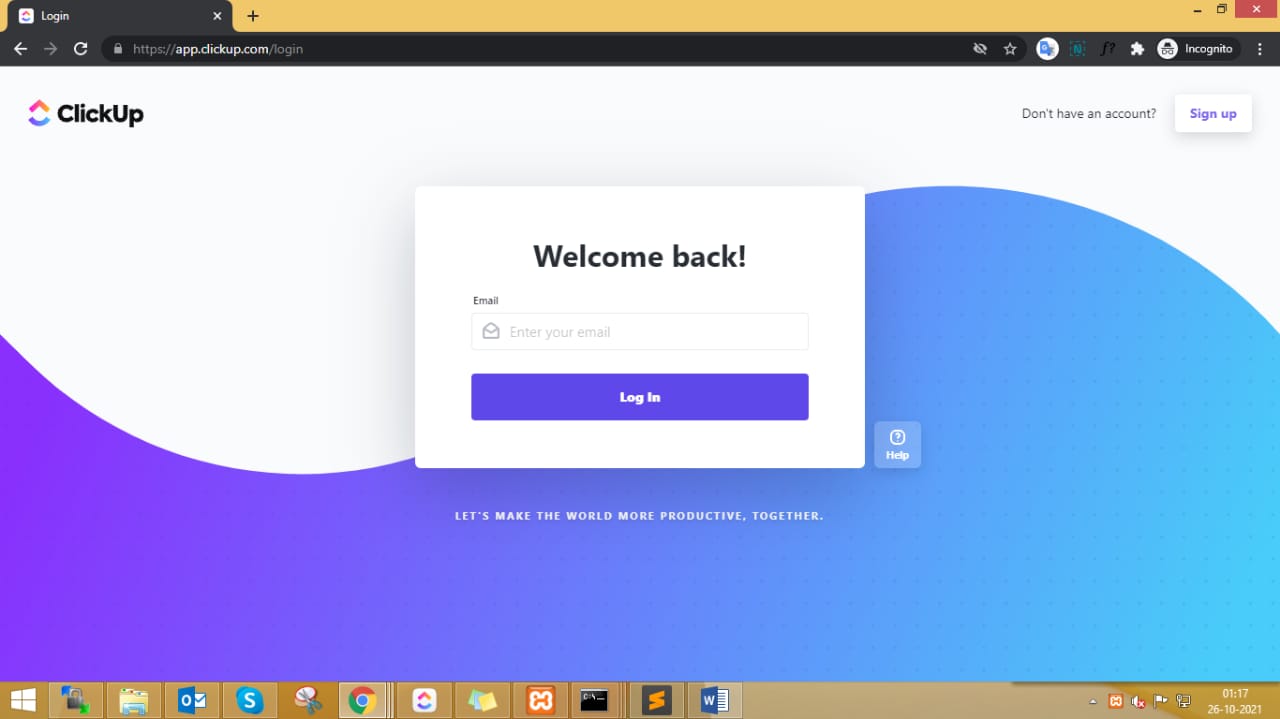 Login
https://app.clickup.com/login
Incognito
ClickUp
Don't have an account?
Sign up
Welcome back!
Email
Enter your email
Log In
Help
LET'S MAKE THE WORLD MORE PRODUCTIVE, TOGETHER.
01:17
26-10-2021